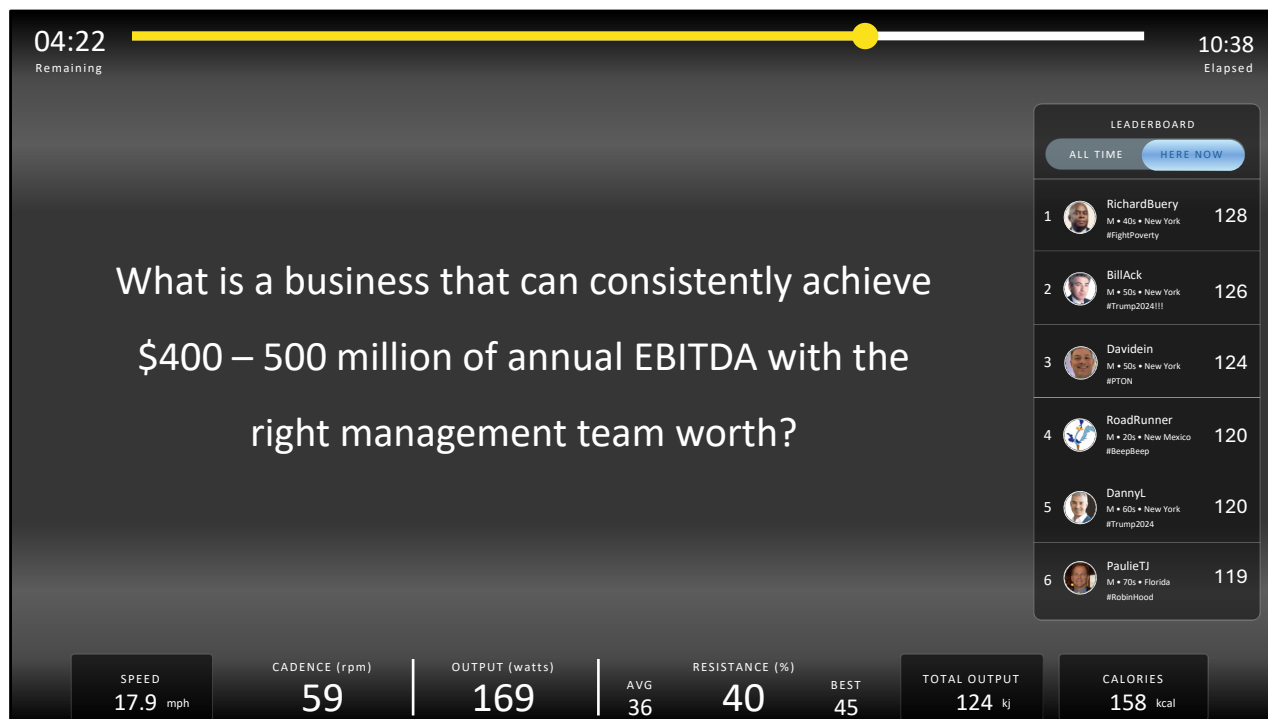 04:22
Remaining
10:38
Elapsed
LEADERBOARD
ALL TIME
HERE NOW
1
RichardBuery
M • 40s • New York
#FightPoverty
128
2
BillAck
M • 50s • New York
#Trump2024!!!
126
3
Davidein
M • 50s • New York
#PTON
124
4
RoadRunner
M • 20s • New Mexico
#BeepBeep
120
5
DannyL
M • 60s • New York
#Trump2024
120
6
PaulieTJ
M • 70s • Florida
#RobinHood
119
What is a business that can consistently achieve
$400 – 500 million of annual EBITDA with the
right management team worth?
SPEED
17.9 mph
CADENCE (rpm)
59
OUTPUT (watts)
169
RESISTANCE (%)
AVG
36
40
BEST
45
TOTAL OUTPUT
124 kj
CALORIES
158 kcal